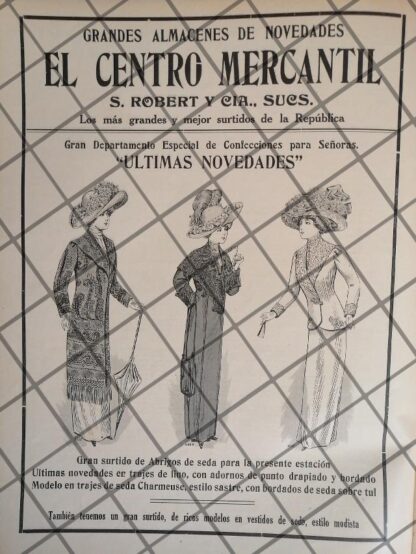 GRANDES ALMACENES DE NOVEDADES
EL CENTRO MERCANTIL
S. ROBERT Y CIA., SUCS.
Los más grandes y mejor surtidos de la República
Gran Departamento Especial de Confecciones para Señoras.
"ULTIMAS NOVEDADES"
Gran surtido de Abrigos de seda para la presente estación
Ultimas novedades en trajes de lino, con adornos de punto drapiado y bordado
Modelo en trajes de seda Charmeuse, estilo sastre, con bordados de seda sobre tul
También tenemos un gran surtido, de ricos modelos en vestidos de seda, estilo modista